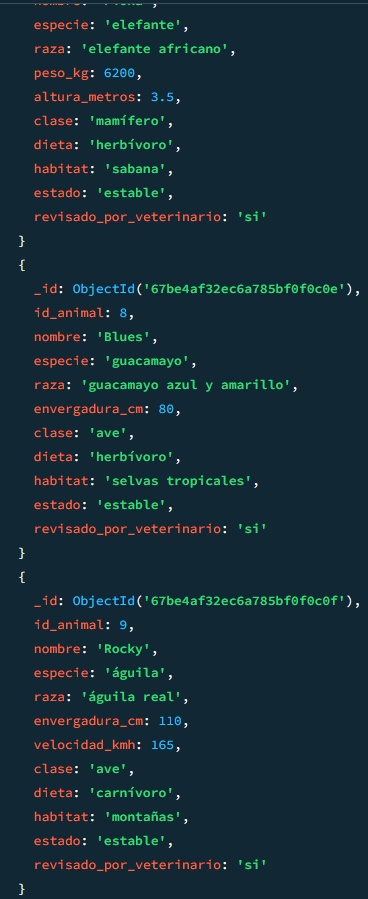 especie: 'elefante',
raza: 'elefante africano',
peso_kg: 6200,
altura_metros: 3.5,
clase: 'mamífero',
dieta: 'herbívoro',
habitat: 'sabana',
estado: 'estable',
revisado_por_veterinario: 'si'
}
{
_id: ObjectId('67be4af32ec6a785bf0f0c0e'),
id_animal: 8,
nombre: 'Blues',
especie: 'guacamayo',
raza: 'guacamayo azul y amarillo',
envergadura_cm: 80,
clase: 'ave',
dieta: 'herbívoro',
habitat: 'selvas tropicales',
estado: 'estable',
revisado_por_veterinario: 'si'
}
{
_id: ObjectId('67be4af32ec6a785bf0f0c0f'),
id_animal: 9,
nombre: 'Rocky',
especie: 'águila',
raza: 'águila real',
envergadura_cm: 110,
velocidad_kmh: 165,
clase: 'ave',
dieta: 'carnívoro',
habitat: 'montañas',
estado: 'estable',
revisado_por_veterinario: 'si'
}